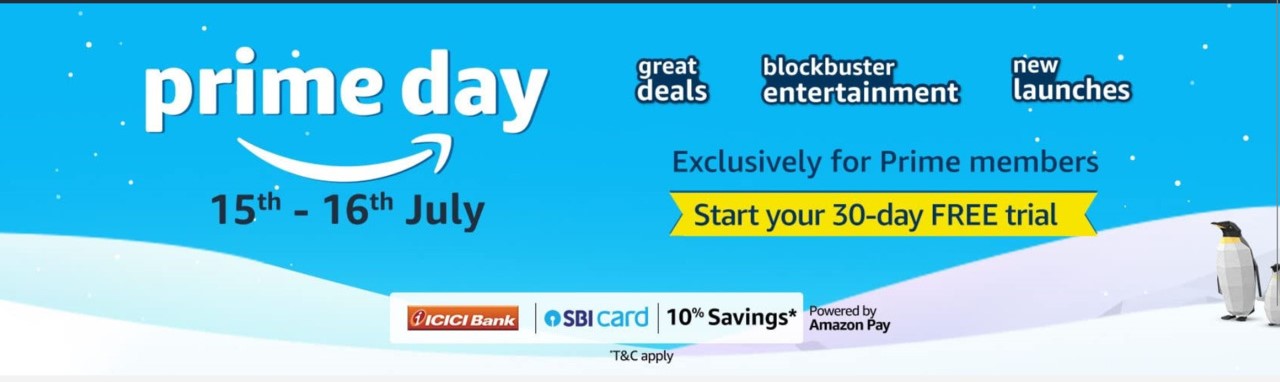 prime day
15th - 16th July
great
deals
blockbuster
entertainment
new
launches
Exclusively for Prime members
Start your 30-day FREE trial
ICICI Bank
SBI card
10% Savings*
Powered by
Amazon Pay
*T&C apply